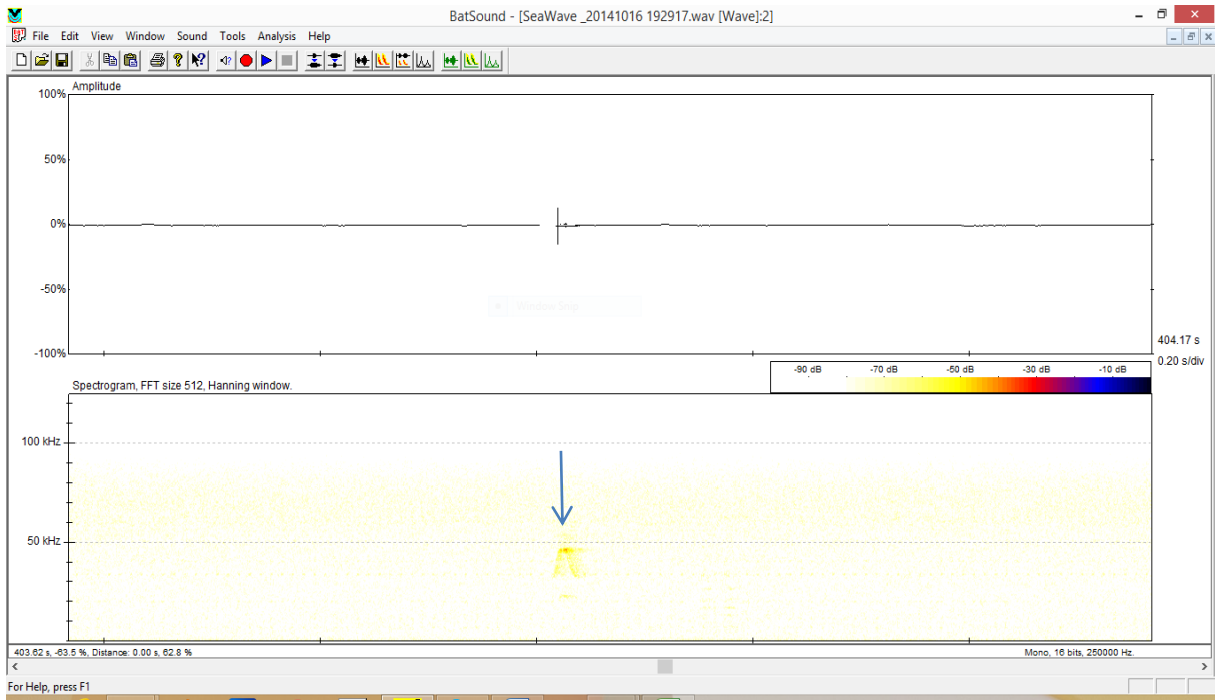 BatSound - [SeaWave _20141016 192917.wav [Wave]:2]
File Edit View Window Sound Tools Analysis Help
Amplitude
100%
50%
0%
-50%
Window Snip
-100%
404.17 s
0.20 s/div
-90 dB -70 dB -50 dB -30 dB -10 dB
Spectrogram, FFT size 512, Hanning window.
100 kHz
50 kHz
403.62 s, -63.5 %, Distance: 0.00 s, 62.8 % Mono, 16 bits, 250000 Hz.
For Help, press F1